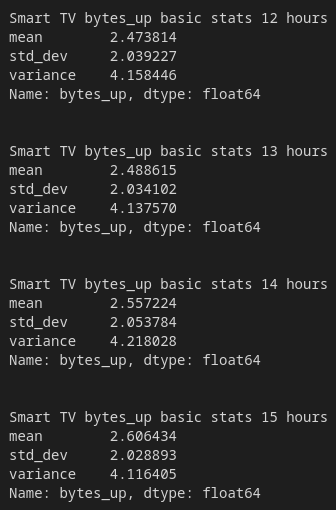 Smart TV bytes_up basic stats 12 hours
mean        2.473814
std_dev     2.039227
variance    4.158446
Name: bytes_up, dtype: float64
Smart TV bytes_up basic stats 13 hours
mean        2.488615
std_dev     2.034102
variance    4.137570
Name: bytes_up, dtype: float64
Smart TV bytes_up basic stats 14 hours
mean        2.557224
std_dev     2.053784
variance    4.218028
Name: bytes_up, dtype: float64
Smart TV bytes_up basic stats 15 hours
mean        2.606434
std_dev     2.028893
variance    4.116405
Name: bytes_up, dtype: float64